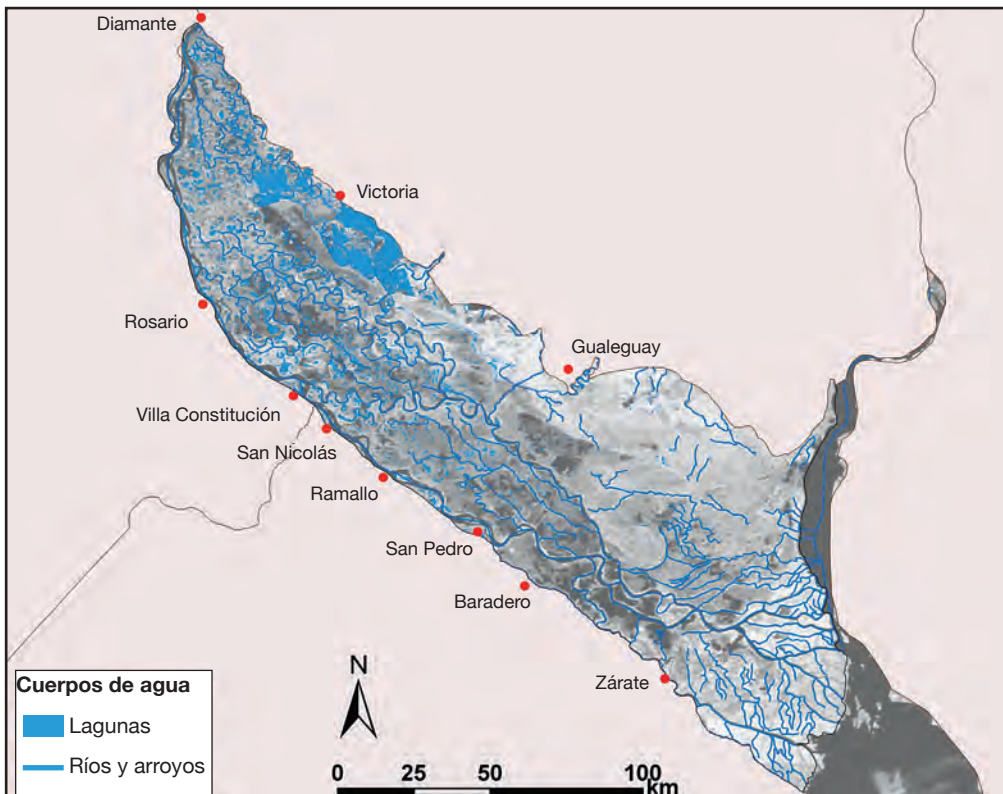 Diamante
Victoria
Rosario
Gualeguay
Villa Constitución
San Nicolás
Ramallo
San Pedro
Baradero
Zárate
Cuerpos de agua
Lagunas
Ríos y arroyos
N
0 25 50 100
km